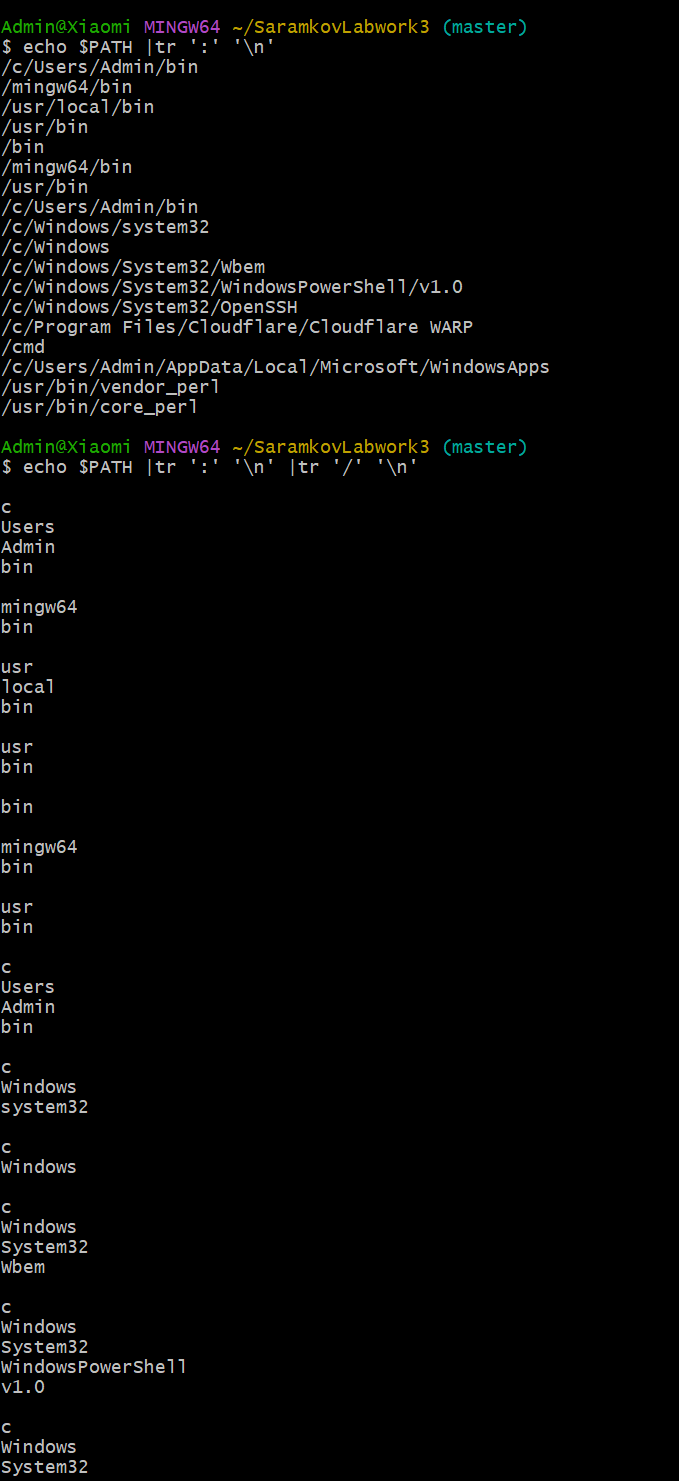 Admin@Xiaomi MINGW64 ~/SaramkovLabwork3 (master)
$ echo $PATH |tr ':' '\n'
/c/Users/Admin/bin
/mingw64/bin
/usr/local/bin
/usr/bin
/bin
/mingw64/bin
/usr/bin
/c/Users/Admin/bin
/c/Windows/system32
/c/Windows
/c/Windows/System32/Wbem
/c/Windows/System32/WindowsPowerShell/v1.0
/c/Windows/System32/OpenSSH
/c/Program Files/Cloudflare/Cloudflare WARP
/cmd
/c/Users/Admin/AppData/Local/Microsoft/WindowsApps
/usr/bin/vendor_perl
/usr/bin/core_perl

Admin@Xiaomi MINGW64 ~/SaramkovLabwork3 (master)
$ echo $PATH |tr ':' '\n' |tr '/' '\n'

c
Users
Admin
bin

mingw64
bin

usr
local
bin

usr
bin

bin

mingw64
bin

usr
bin

c
Users
Admin
bin

c
Windows
system32

c
Windows

c
Windows
System32
Wbem

c
Windows
System32
WindowsPowerShell
v1.0

c
Windows
System32